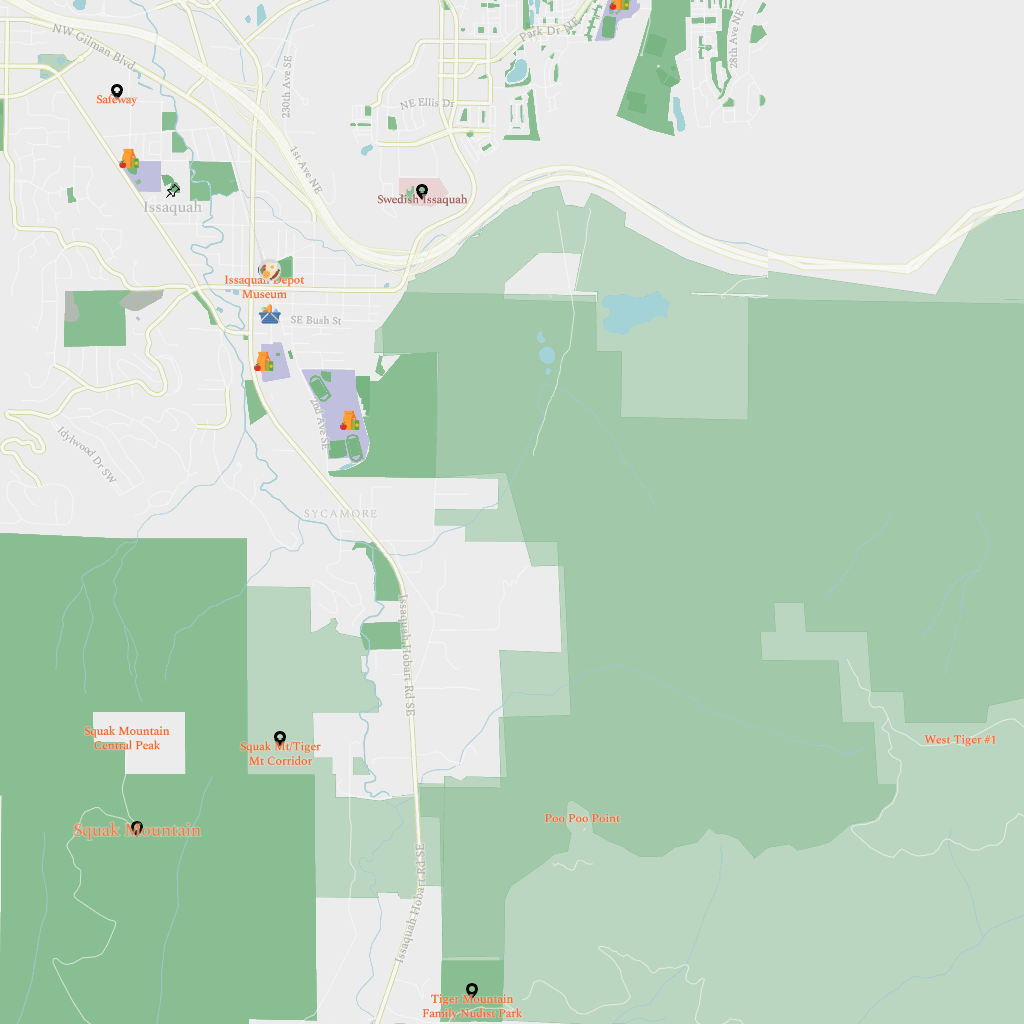 NW Gilman Blvd
Park Dr NE
28th Ave NE
230th Ave SE
Safeway
NE Ellis Dr
1st Ave NE
Swedish Issaquah
Issaquah
Issaquah Depot
Museum
SE Bush St
2nd Ave SE
Idylwood Dr SW
SYCAMORE
Issaquah Hobart Rd SE
Squak Mountain
Central Peak
Squak Mt/Tiger
Mt Corridor
West Tiger #1
Poo Poo Point
Squak Mountain
Issaquah Hobart Rd SE
Tiger Mountain
Family Nudist Park